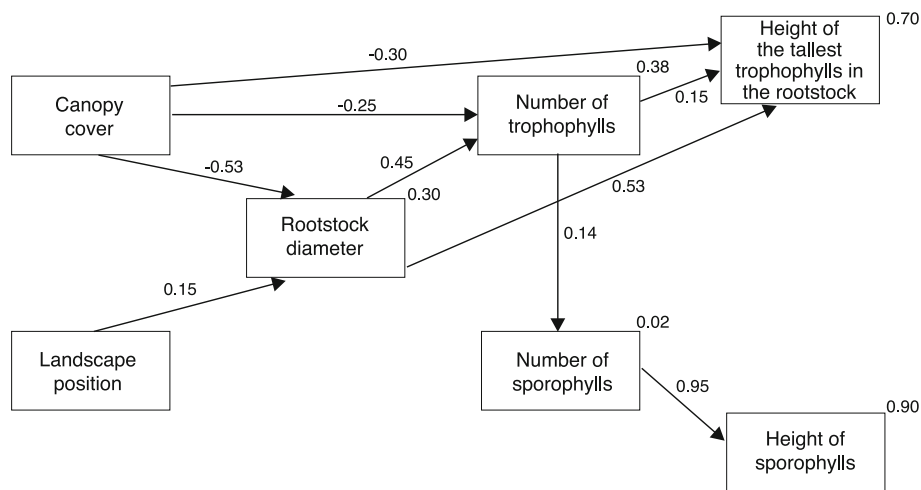 0.70
Height of
the tallest
trophophylls in
the rootstock
-0.30
0.38
Canopy
cover
-0.25
Number of
trophophylls
0.15
-0.53
0.45
0.30
0.53
Rootstock
diameter
0.14
0.15
0.02
Landscape
position
Number of
sporophylls
0.95
0.90
Height of
sporophylls